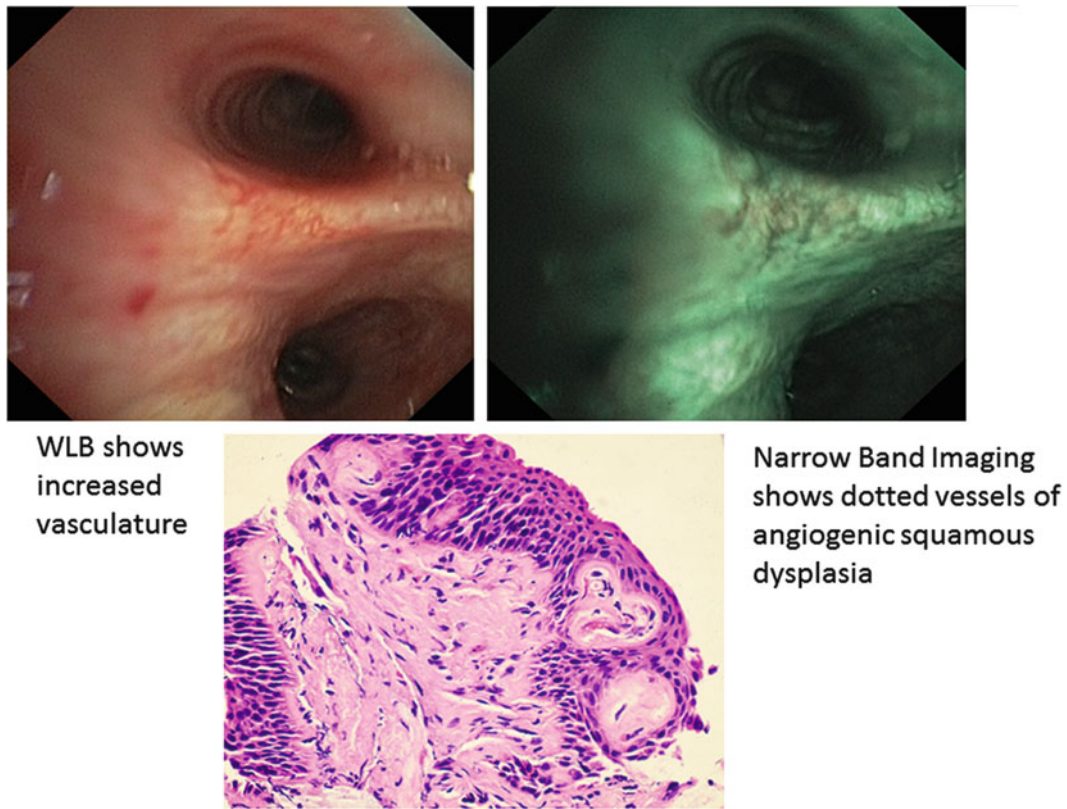 WLB shows
increased
vasculature
Narrow Band Imaging
shows dotted vessels of
angiogenic squamous
dysplasia